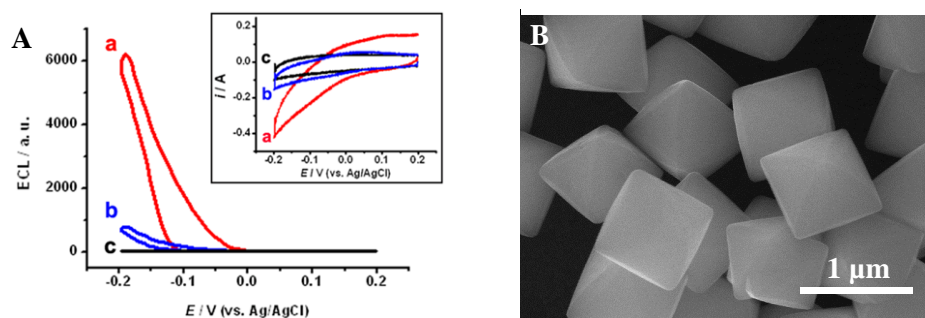 A
ECL / a. u.
6000
4000
2000
0
a
b
c
-0.2
-0.1
0.0
0.1
0.2
E / V (vs. Ag/AgCl)
i / A
0.2
0.0
-0.2
-0.4
c
b
a
-0.2
-0.1
0.0
0.1
0.2
E / V (vs. Ag/AgCl)
B
1 μm